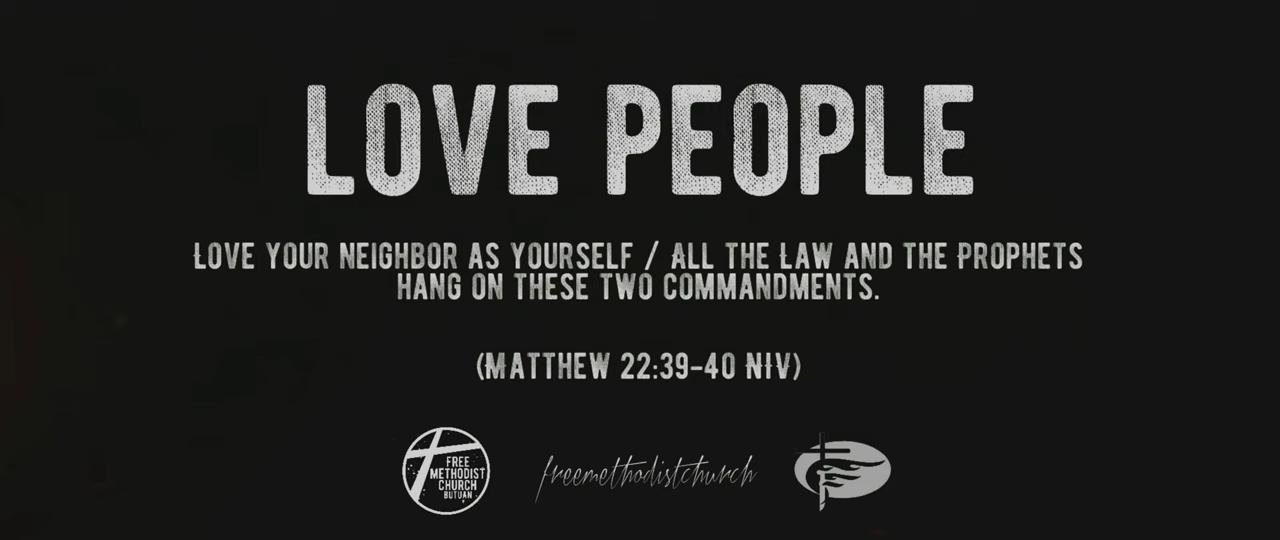 LOVE PEOPLE
LOVE YOUR NEIGHBOR AS YOURSELF / ALL THE LAW AND THE PROPHETS
HANG ON THESE TWO COMMANDMENTS.
(MATTHEW 22:39-40 NIV)
FREE
METHODIST
CHURCH
BUTUAN
freemethodistchurch